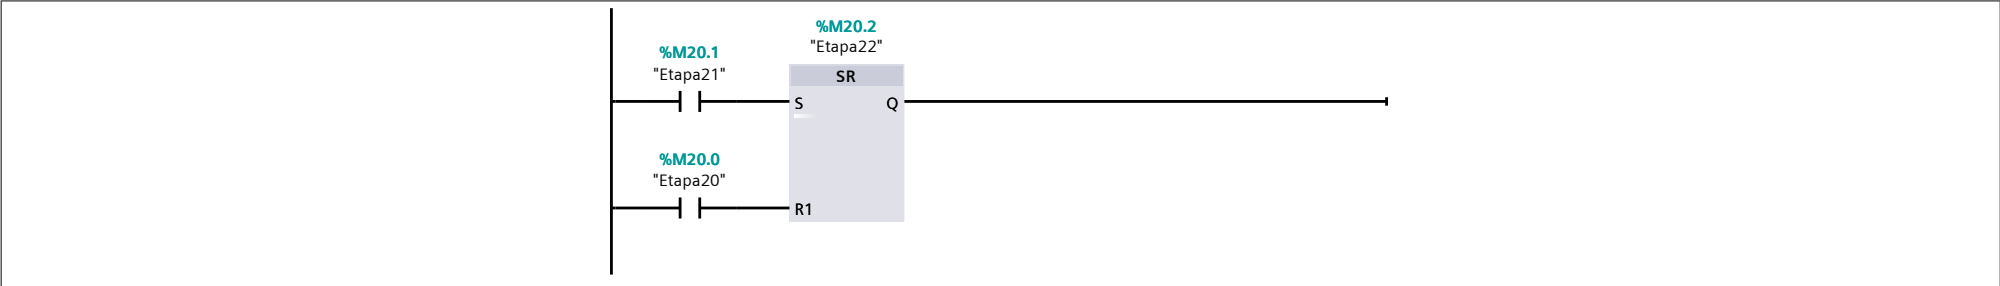 %M20.2
"Etapa22"
%M20.1
"Etapa21"
SR
S
Q
%M20.0
"Etapa20"
R1